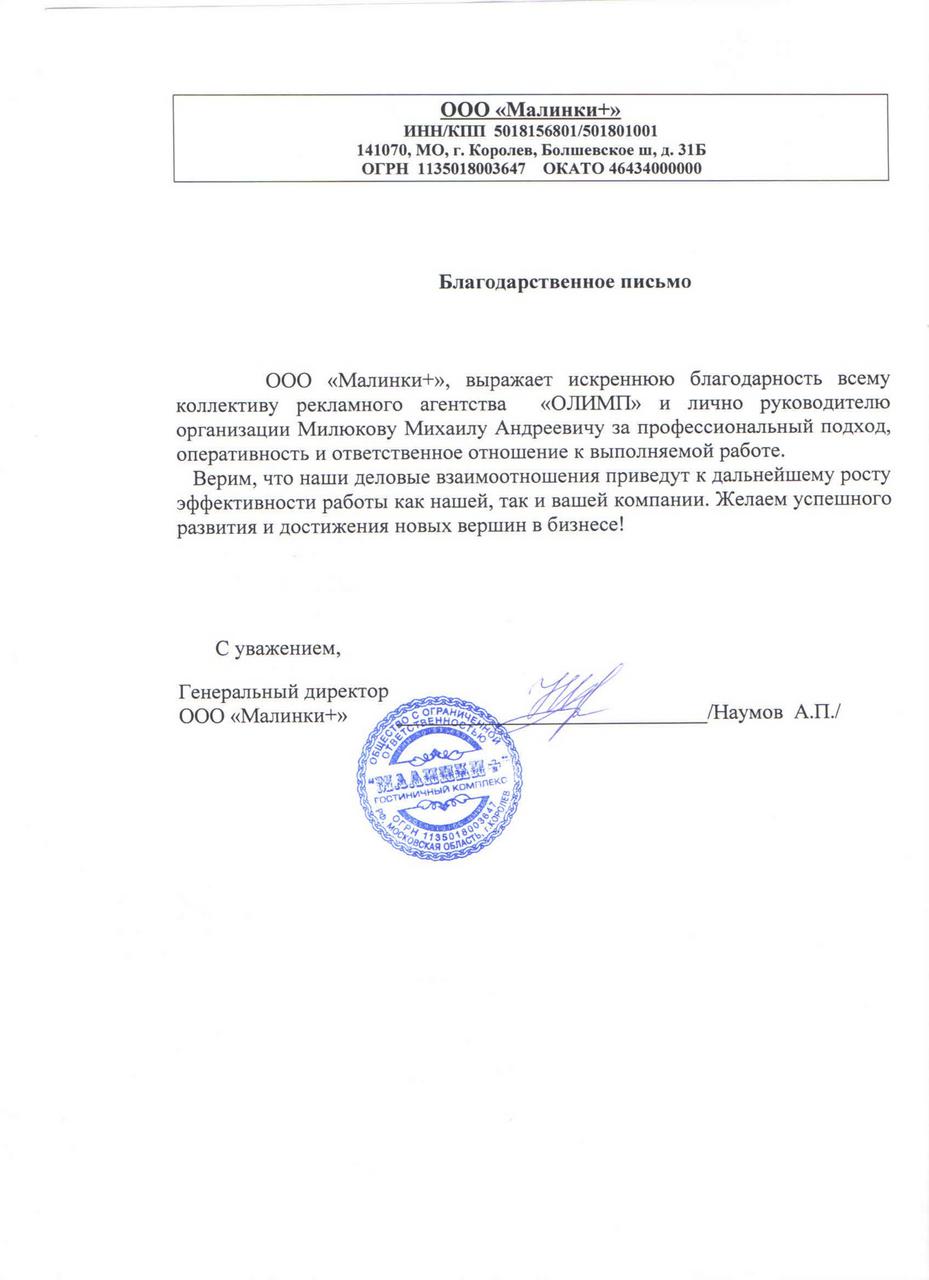 ООО «Малинки+»
ИНН/КПП 5018156801/501801001
141070, МО, г. Королев, Болшевское ш, д. 31Б
ОГРН 1135018003647 ОКАТО 46434000000
Благодарственное письмо
ООО «Малинки+», выражает искреннюю благодарность всему
коллективу рекламного агентства «ОЛИМП» и лично руководителю
организации Милюкову Михаилу Андреевичу за профессиональный подход,
оперативность и ответственное отношение к выполняемой работе.
Верим, что наши деловые взаимоотношения приведут к дальнейшему росту
эффективности работы как нашей, так и вашей компании. Желаем успешного
развития и достижения новых вершин в бизнесе!
С уважением,
Генеральный директор
ООО «Малинки+» /Наумов А.П./
ОБЩЕСТВО С ОГРАНИЧЕННОЙ
ОТВЕТСТВЕННОСТЬЮ
"МАЛИНКИ+"
ГОСТИНИЧНЫЙ КОМПЛЕКС
ОГРН 1135018003647
РФ, МОСКОВСКАЯ ОБЛАСТЬ, г.КОРОЛЕВ